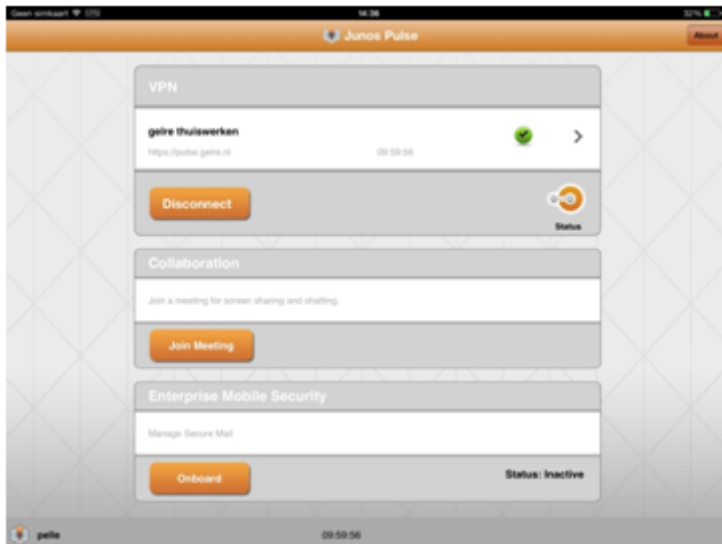 Geen simkaart
14:36
32%
Junos Pulse
About
VPN
gelre thuiswerken
https://pulse.gelre.nl
09:59:56
Disconnect
Status
Collaboration
Join a meeting for screen sharing and chatting.
Join Meeting
Enterprise Mobile Security
Manage Secure Mail
Onboard
Status: Inactive
pelle
09:59:56